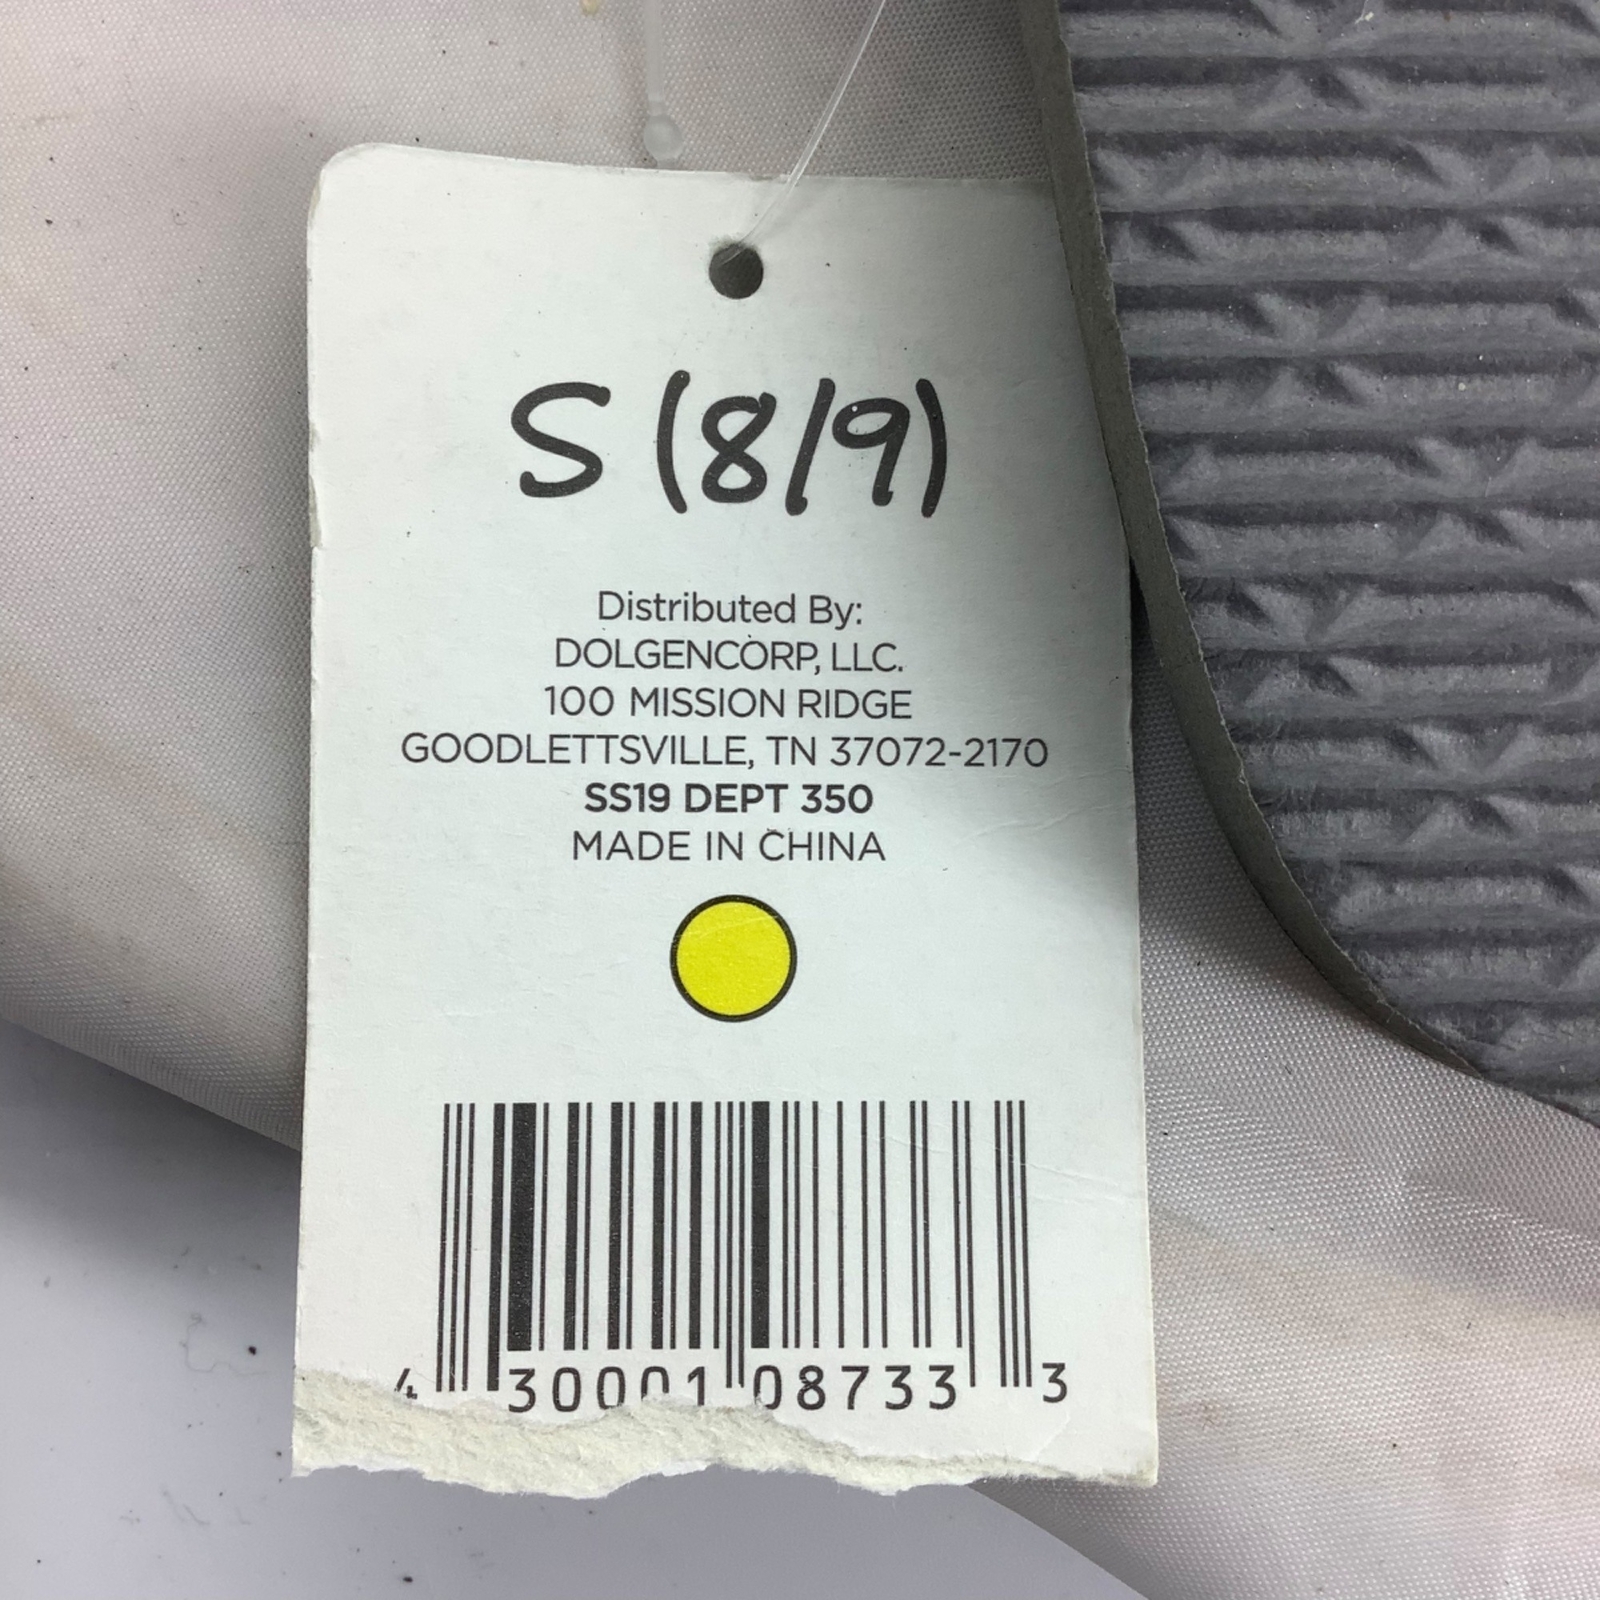 S (8/9)
Distributed By:
DOLGENCORP, LLC.
100 MISSION RIDGE
GOODLETTSVILLE, TN 37072-2170
SS19 DEPT 350
MADE IN CHINA
4 30001 08733 3